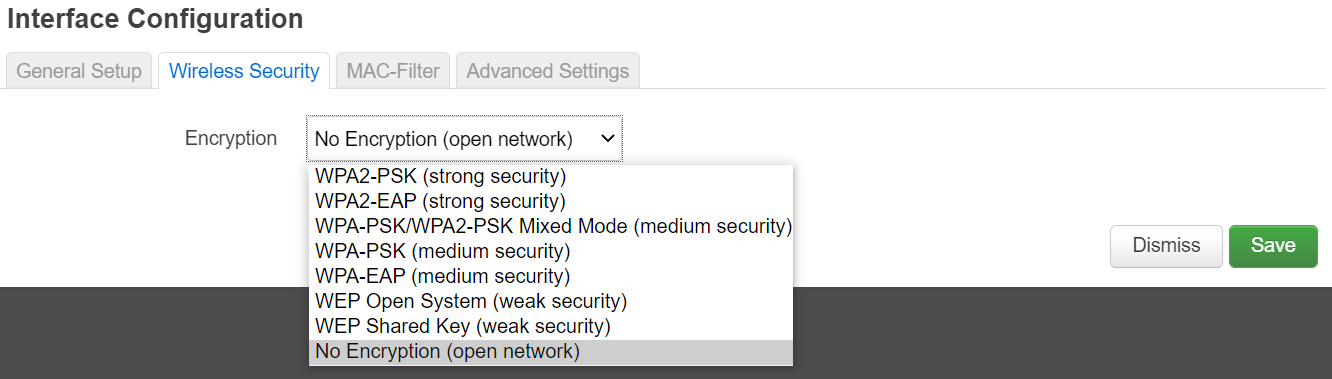 Interface Configuration
General Setup Wireless Security MAC-Filter Advanced Settings
Encryption No Encryption (open network)
WPA2-PSK (strong security)
WPA2-EAP (strong security)
WPA-PSK/WPA2-PSK Mixed Mode (medium security)
WPA-PSK (medium security)
WPA-EAP (medium security)
WEP Open System (weak security)
WEP Shared Key (weak security)
No Encryption (open network)
Dismiss Save